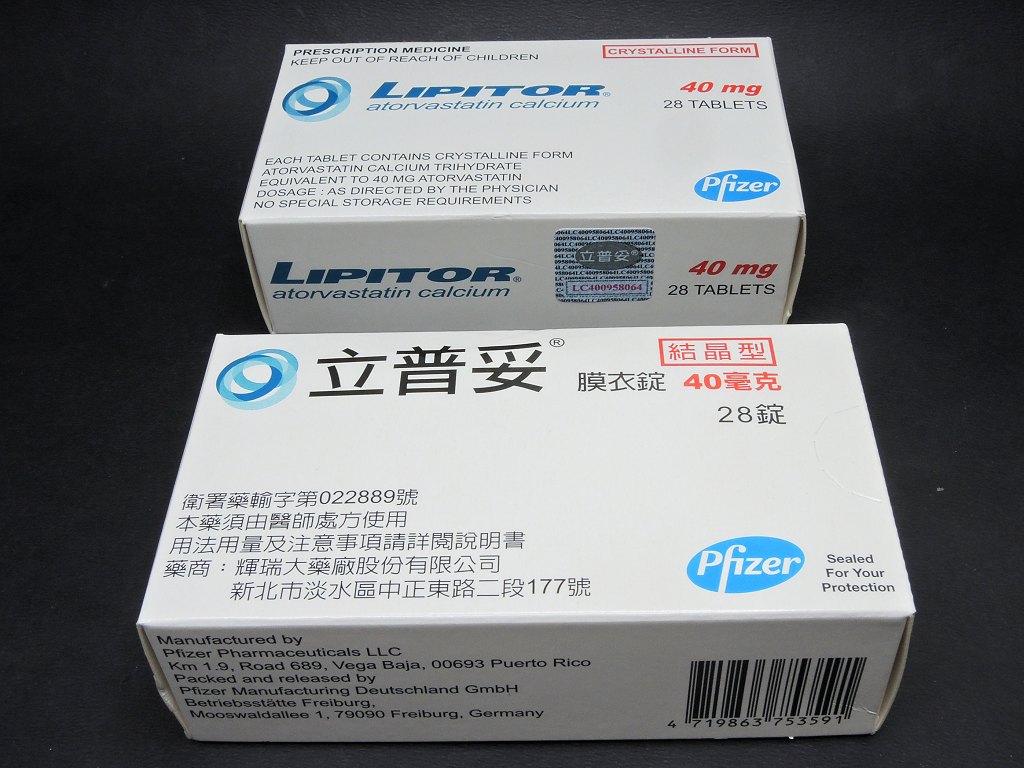 PRESCRIPTION MEDICINE
KEEP OUT OF REACH OF CHILDREN
CRYSTALLINE FORM
LIPITOR®
atorvastatin calcium
40 mg
28 TABLETS
EACH TABLET CONTAINS CRYSTALLINE FORM
ATORVASTATIN CALCIUM TRIHYDRATE
EQUIVALENT TO 40 MG ATORVASTATIN
DOSAGE : AS DIRECTED BY THE PHYSICIAN
NO SPECIAL STORAGE REQUIREMENTS
Pfizer
LIPITOR®
atorvastatin calcium
立普妥
LC400958064
40 mg
28 TABLETS
立普妥®
結晶型
膜衣錠 40毫克
28錠
衛署藥輸字第022889號
本藥須由醫師處方使用
用法用量及注意事項請詳閱說明書
藥商：輝瑞大藥廠股份有限公司
新北市淡水區中正東路二段177號
Pfizer
Sealed
For Your
Protection
Manufactured by
Pfizer Pharmaceuticals LLC
Km 1.9, Road 689, Vega Baja, 00693 Puerto Rico
Packed and released by
Pfizer Manufacturing Deutschland GmbH
Betriebsstätte Freiburg,
Mooswaldallee 1, 79090 Freiburg, Germany
4 719863 753591